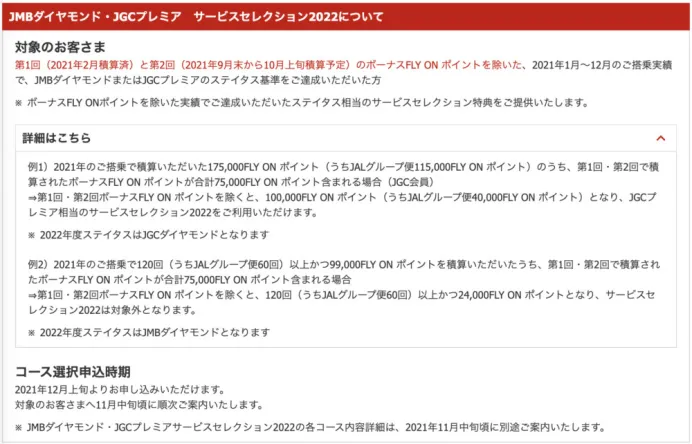 JMBダイヤモンド・JGCプレミア　サービスセレクション2022について
対象のお客さま
第1回（2021年2月積算済）と第2回（2021年9月末から10月上旬積算予定）のボーナスFLY ON ポイントを除いた、2021年1月～12月のご搭乗実績
で、JMBダイヤモンドまたはJGCプレミアのステイタス基準をご達成いただいた方
※ ボーナスFLY ONポイントを除いた実績でご達成いただいたステイタス相当のサービスセレクション特典をご提供いたします。
詳細はこちら
例1）2021年のご搭乗で積算いただいた175,000FLY ON ポイント（うちJALグループ便115,000FLY ON ポイント）のうち、第1回・第2回で積
算されたボーナスFLY ON ポイントが合計75,000FLY ON ポイント含まれる場合（JGC会員）
⇒第1回・第2回ボーナスFLY ON ポイントを除くと、100,000FLY ON ポイント（うちJALグループ便40,000FLY ON ポイント）となり、JGCプ
レミア相当のサービスセレクション2022をご利用いただけます。
※ 2022年度ステイタスはJGCダイヤモンドとなります
例2）2021年のご搭乗で120回（うちJALグループ便60回）以上かつ99,000FLY ON ポイントを積算いただいたうち、第1回・第2回で積算され
たボーナスFLY ON ポイントが合計75,000FLY ON ポイント含まれる場合
⇒第1回・第2回ボーナスFLY ON ポイントを除くと、120回（うちJALグループ便60回）以上かつ24,000FLY ON ポイントとなり、サービスセ
レクション2022は対象外となります。
※ 2022年度ステイタスはJMBダイヤモンドとなります
コース選択申込時期
2021年12月上旬よりお申し込みいただけます。
対象のお客さまへ11月中旬頃に順次ご案内いたします。
※ JMBダイヤモンド・JGCプレミアサービスセレクション2022の各コース内容詳細は、2021年11月中旬頃に別途ご案内いたします。